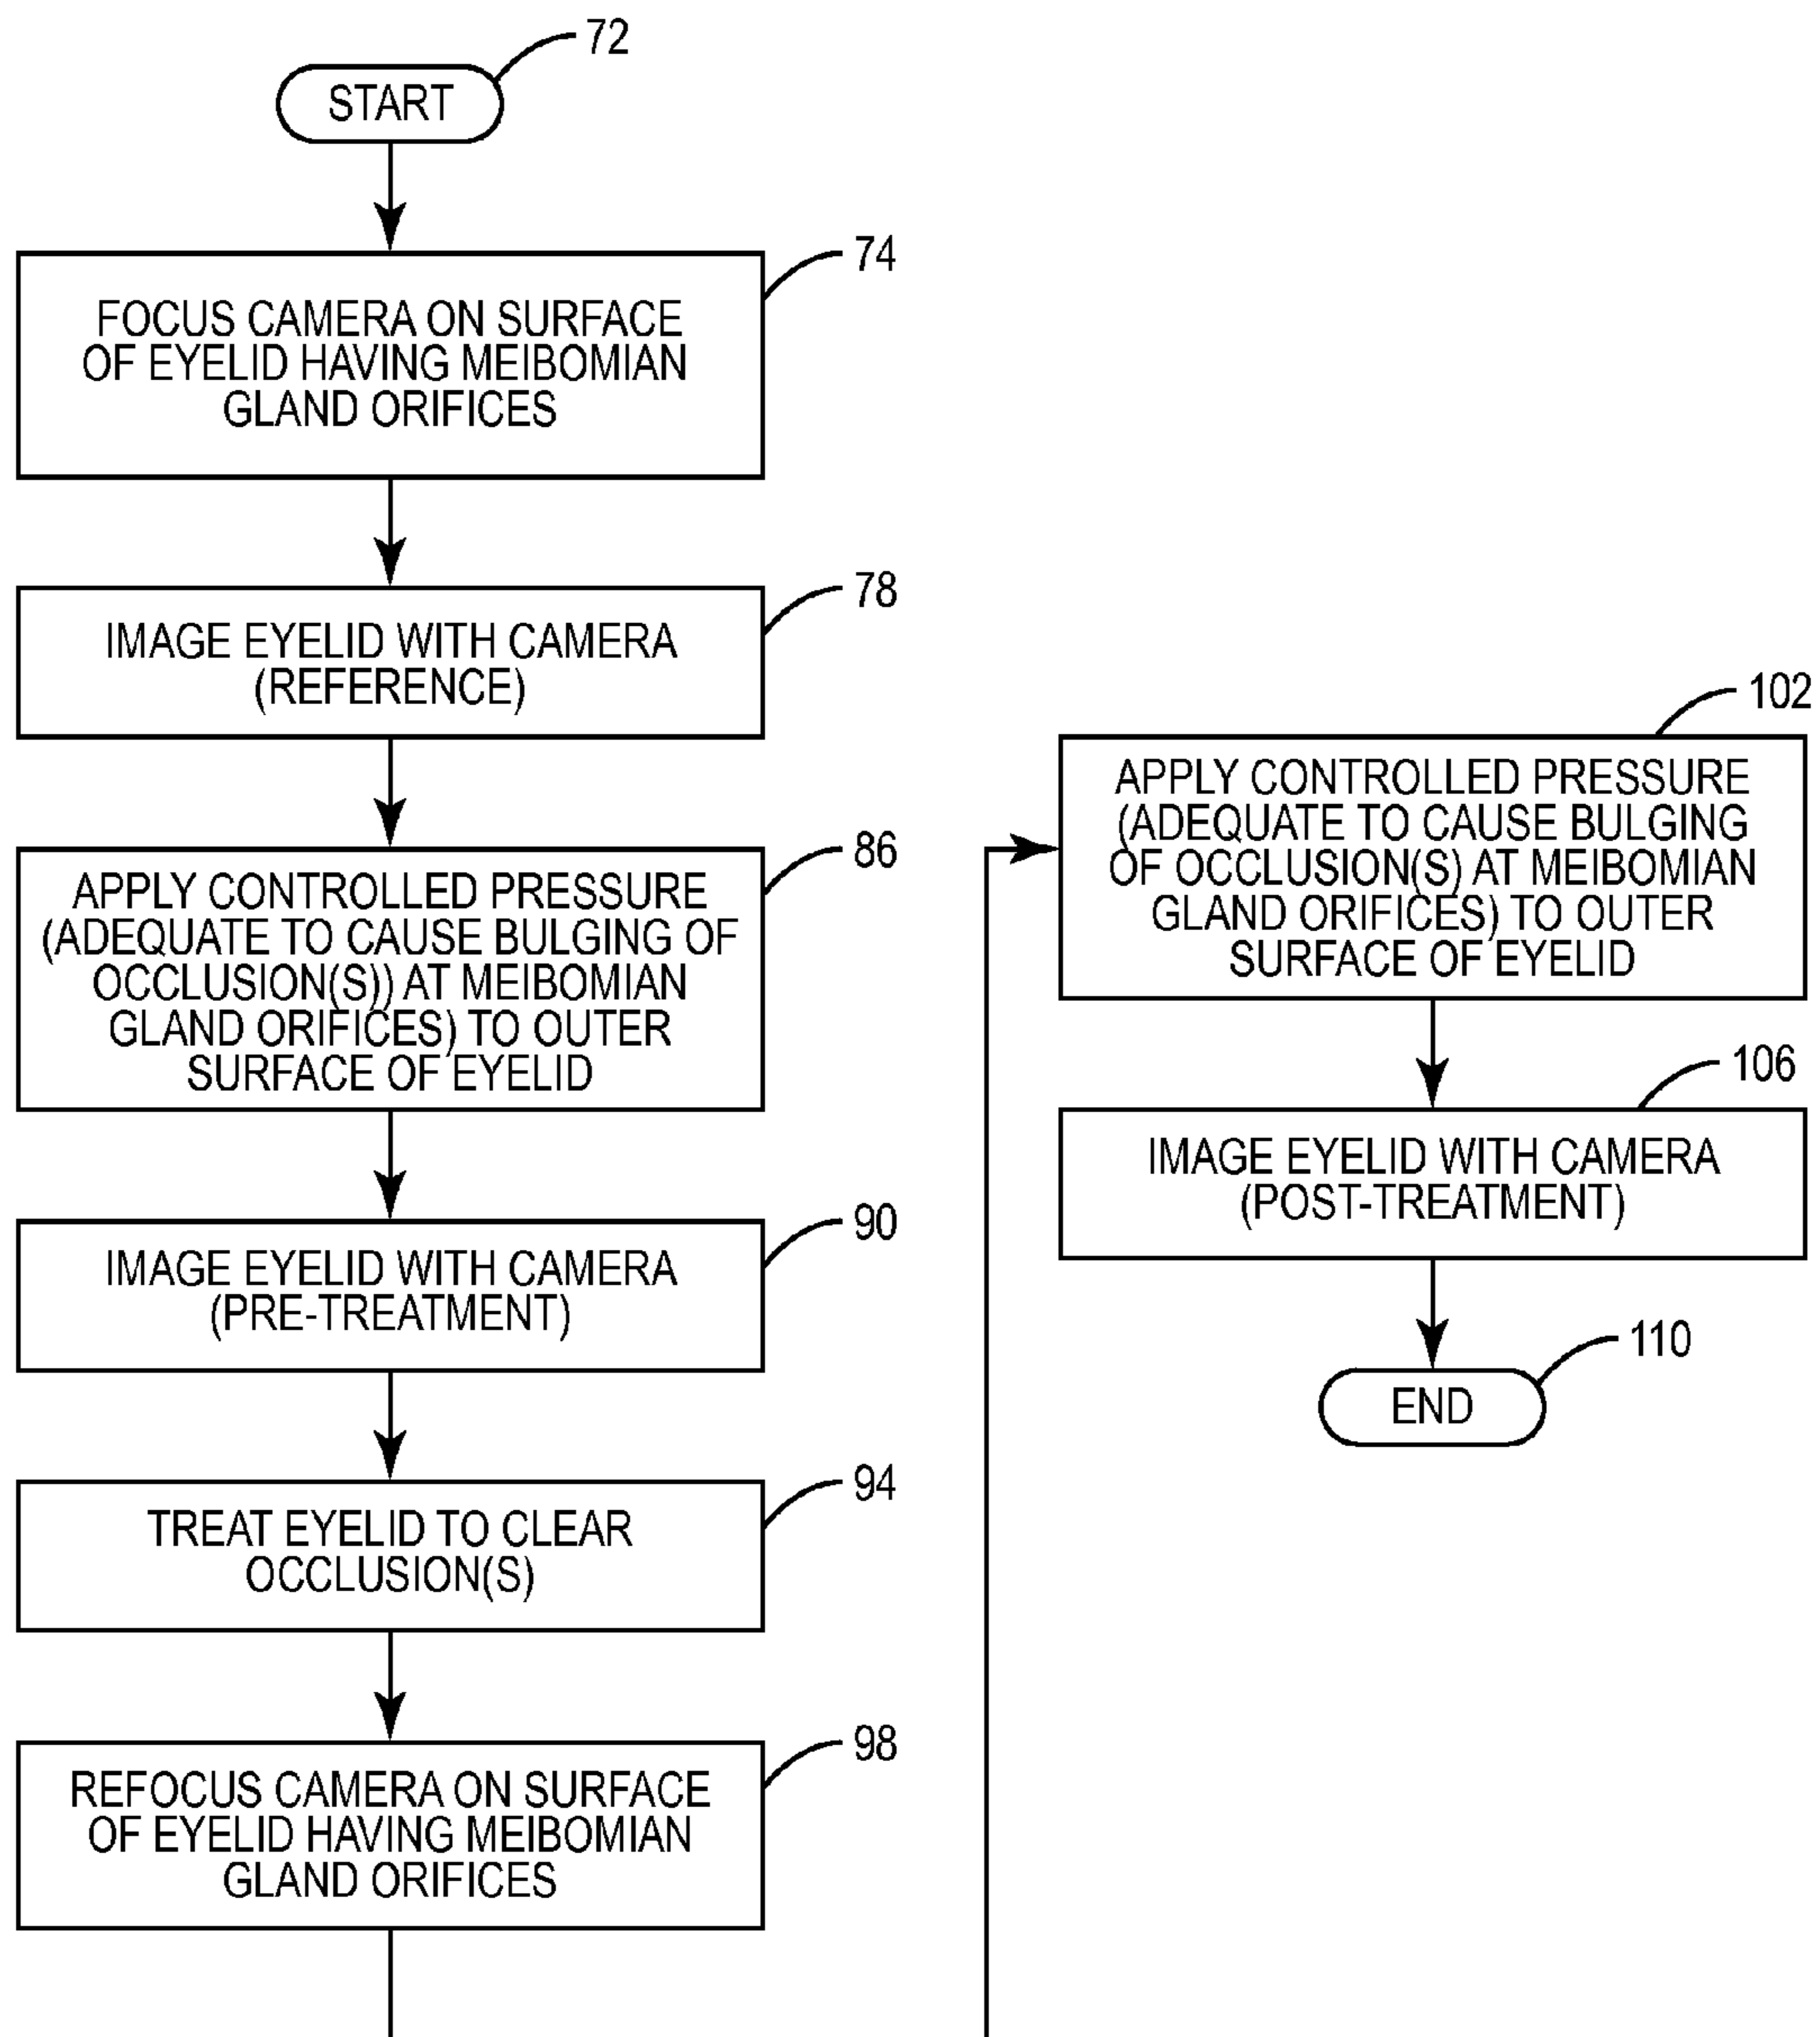 72
START
74
FOCUS CAMERA ON SURFACE
OF EYELID HAVING MEIBOMIAN
GLAND ORIFICES
78
IMAGE EYELID WITH CAMERA
(REFERENCE)
86
APPLY CONTROLLED PRESSURE
(ADEQUATE TO CAUSE BULGING OF
OCCLUSION(S)) AT MEIBOMIAN
GLAND ORIFICES) TO OUTER
SURFACE OF EYELID
90
IMAGE EYELID WITH CAMERA
(PRE-TREATMENT)
94
TREAT EYELID TO CLEAR
OCCLUSION(S)
98
REFOCUS CAMERA ON SURFACE
OF EYELID HAVING MEIBOMIAN
GLAND ORIFICES
102
APPLY CONTROLLED PRESSURE
(ADEQUATE TO CAUSE BULGING
OF OCCLUSION(S) AT MEIBOMIAN
GLAND ORIFICES) TO OUTER
SURFACE OF EYELID
106
IMAGE EYELID WITH CAMERA
(POST-TREATMENT)
110
END